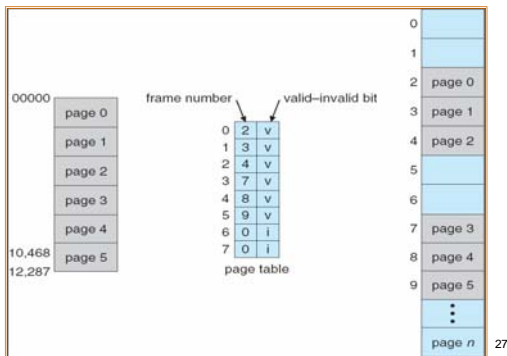 00000
page 0
page 1
page 2
page 3
page 4
page 5
10,468
12,287
frame number
valid–invalid bit
0 2 v
1 3 v
2 4 v
3 7 v
4 8 v
5 9 v
6 0 i
7 0 i
page table
0
1
2 page 0
3 page 1
4 page 2
5
6
7 page 3
8 page 4
9 page 5
page n
27